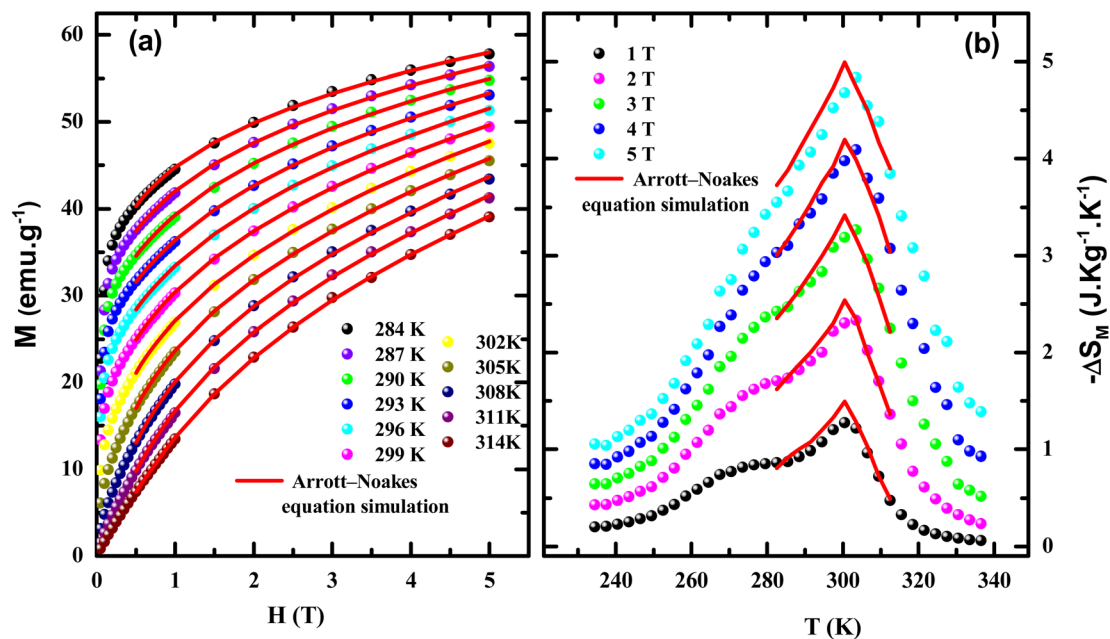 (a)
60
50
40
30
20
10
0
M (emu.g-1)
284 K
287 K
290 K
293 K
296 K
299 K
302K
305K
308K
311K
314K
Arrott–Noakes
equation simulation
0 1 2 3 4 5
H (T)
(b)
1 T
2 T
3 T
4 T
5 T
Arrott–Noakes
equation simulation
5
4
3
2
1
0
-ΔSM (J.Kg-1.K-1)
240 260 280 300 320 340
T (K)